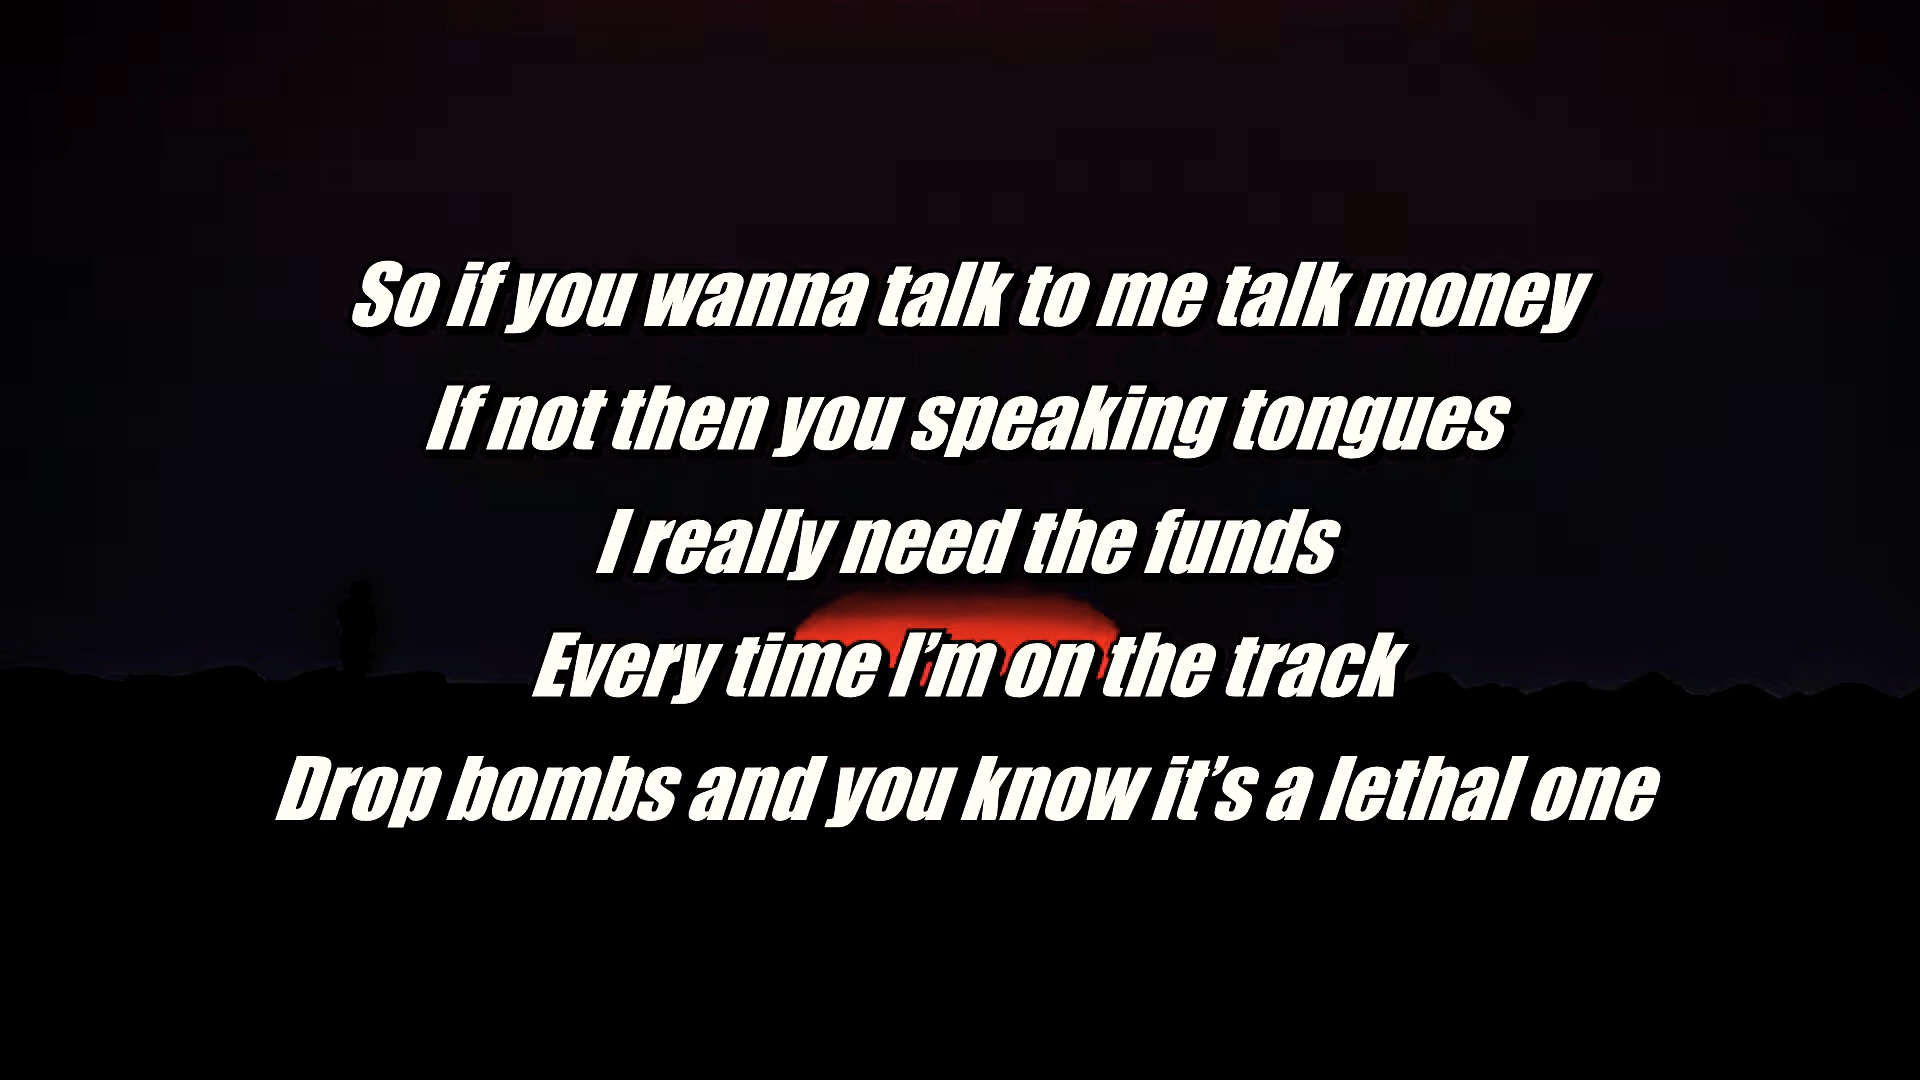 So if you wanna talk to me talk money
If not then you speaking tongues
I really need the funds
Every time I’m on the track
Drop bombs and you know it’s a lethal one